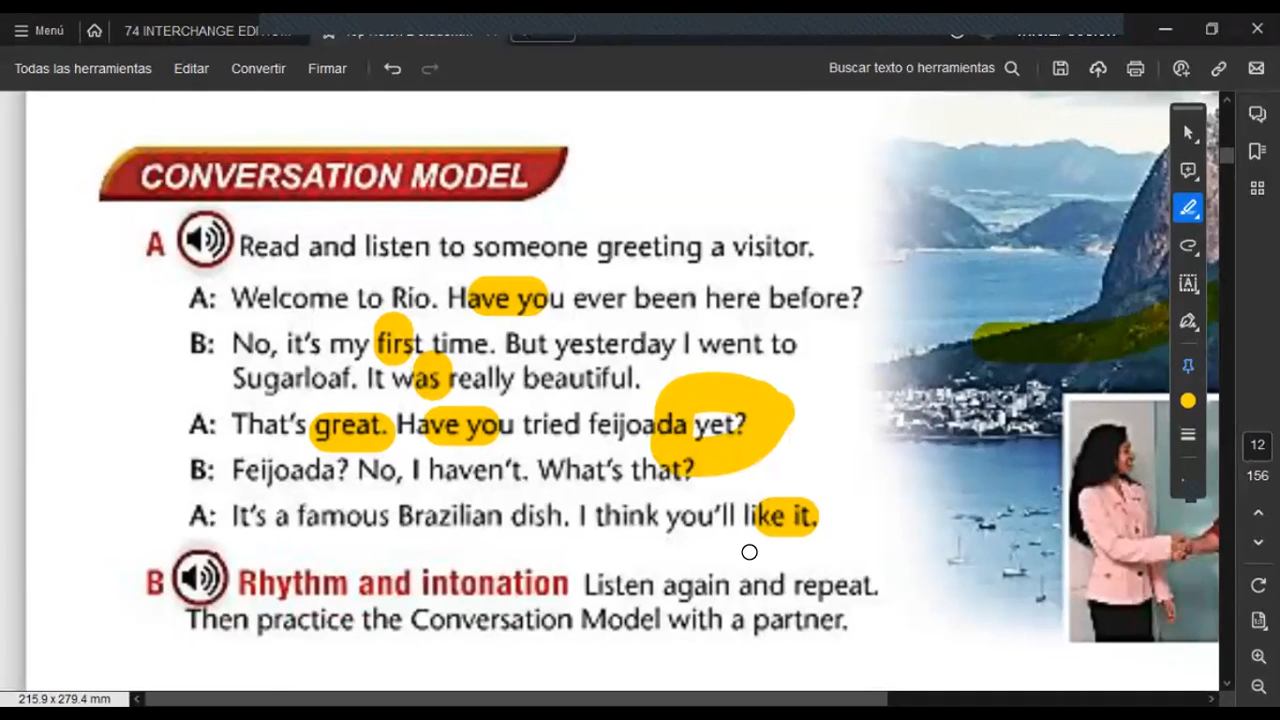 Menú
74 INTERCHANGE EDI
Todas las herramientas Editar Convertir Firmar
Buscar texto o herramientas
CONVERSATION MODEL
A Read and listen to someone greeting a visitor.
A: Welcome to Rio. Have you ever been here before?
B: No, it's my first time. But yesterday I went to
Sugarloaf. It was really beautiful.
A: That's great. Have you tried feijoada yet?
B: Feijoada? No, I haven't. What's that?
A: It's a famous Brazilian dish. I think you'll like it.
B Rhythm and intonation Listen again and repeat.
Then practice the Conversation Model with a partner.
12
156
215.9 x 279.4 mm